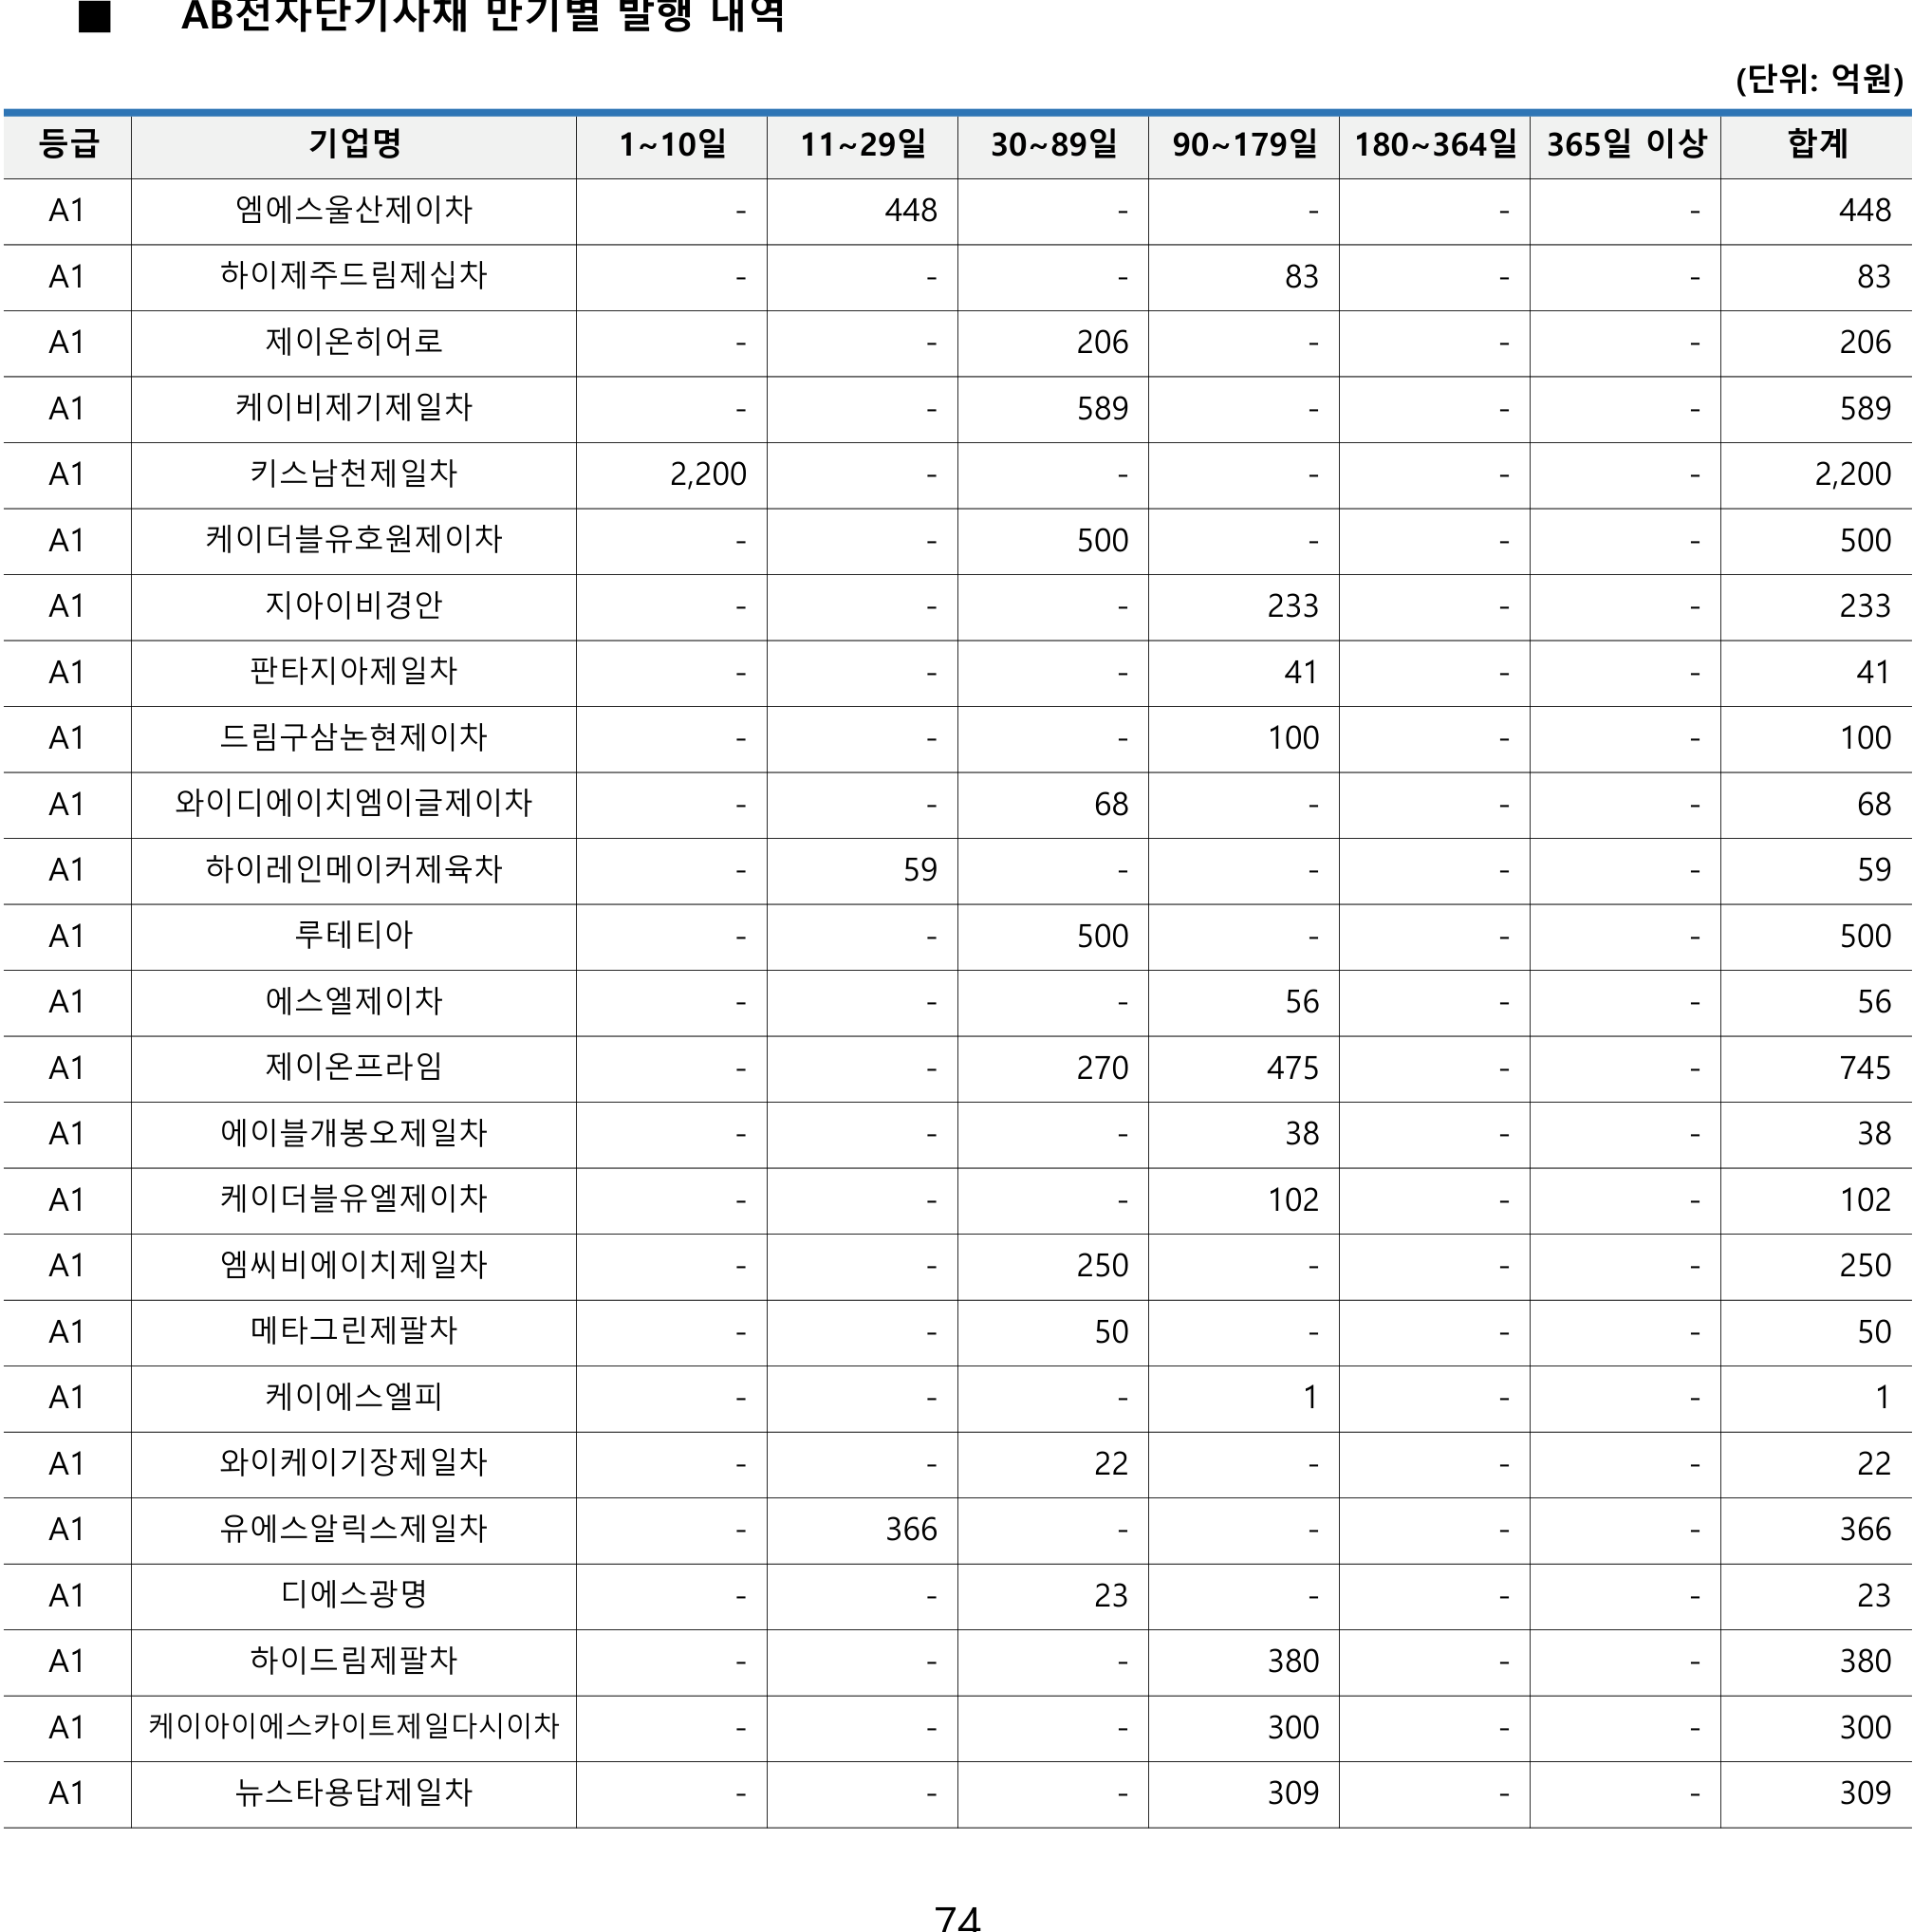 ■ AB전자단기사채 만기별 발행 내역
(단위: 억원)
등급 기업명 1~10일 11~29일 30~89일 90~179일 180~364일 365일 이상 합계
A1 엠에스울산제이차 - 448 - - - - 448
A1 하이제주드림제십차 - - - 83 - - 83
A1 제이온히어로 - - 206 - - - 206
A1 케이비제기제일차 - - 589 - - - 589
A1 키스남천제일차 2,200 - - - - - 2,200
A1 케이더블유호원제이차 - - 500 - - - 500
A1 지아이비경안 - - - 233 - - 233
A1 판타지아제일차 - - - 41 - - 41
A1 드림구삼논현제이차 - - - 100 - - 100
A1 와이디에이치엠이글제이차 - - 68 - - - 68
A1 하이레인메이커제육차 - 59 - - - - 59
A1 루테티아 - - 500 - - - 500
A1 에스엘제이차 - - - 56 - - 56
A1 제이온프라임 - - 270 475 - - 745
A1 에이블개봉오제일차 - - - 38 - - 38
A1 케이더블유엘제이차 - - - 102 - - 102
A1 엠씨비에이치제일차 - - 250 - - - 250
A1 메타그린제팔차 - - 50 - - - 50
A1 케이에스엘피 - - - 1 - - 1
A1 와이케이기장제일차 - - 22 - - - 22
A1 유에스알릭스제일차 - 366 - - - - 366
A1 디에스광명 - - 23 - - - 23
A1 하이드림제팔차 - - - 380 - - 380
A1 케이아이에스카이트제일다시이차 - - - 300 - - 300
A1 뉴스타용답제일차 - - - 309 - - 309
74